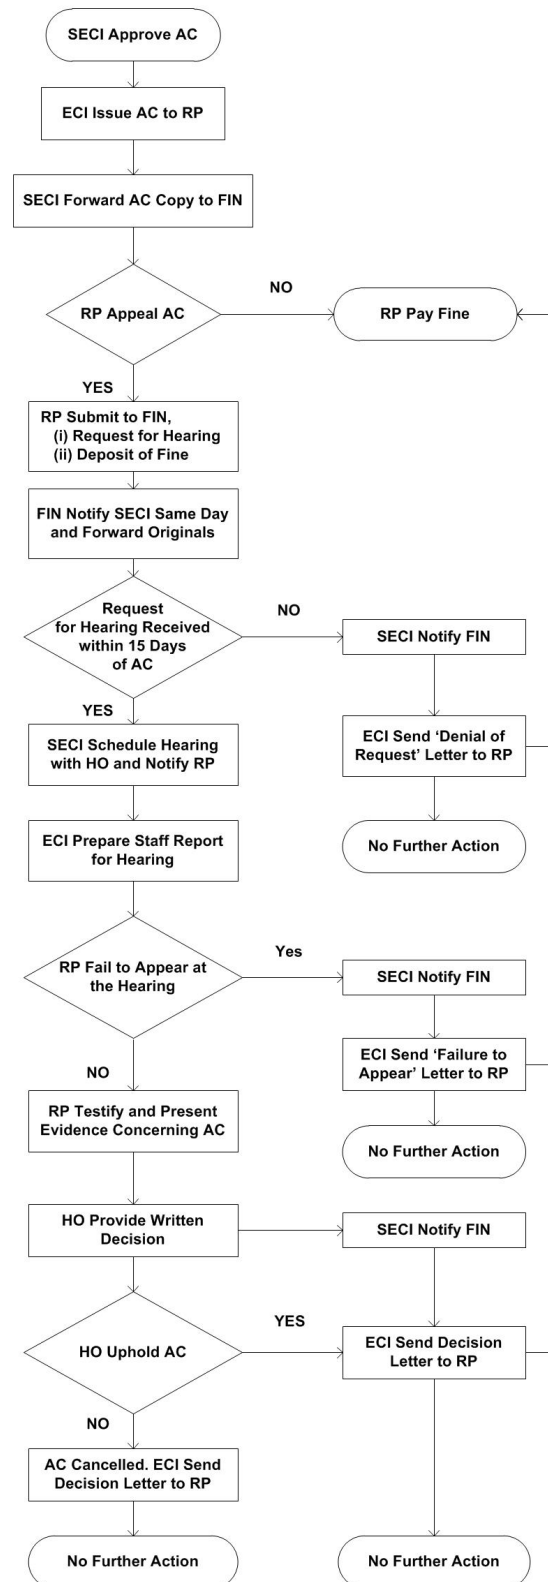 SECI Approve AC
ECI Issue AC to RP
SECI Forward AC Copy to FIN
RP Appeal AC
NO
RP Pay Fine
YES
RP Submit to FIN,
(i) Request for Hearing
(ii) Deposit of Fine
FIN Notify SECI Same Day
and Forward Originals
Request
for Hearing Received
within 15 Days
of AC
NO
SECI Notify FIN
YES
SECI Schedule Hearing
with HO and Notify RP
ECI Send ‘Denial of
Request’ Letter to RP
ECI Prepare Staff Report
for Hearing
No Further Action
RP Fail to Appear at
the Hearing
Yes
SECI Notify FIN
NO
ECI Send ‘Failure to
Appear’ Letter to RP
RP Testify and Present
Evidence Concerning AC
No Further Action
HO Provide Written
Decision
SECI Notify FIN
HO Uphold AC
YES
ECI Send Decision
Letter to RP
NO
AC Cancelled. ECI Send
Decision Letter to RP
No Further Action
No Further Action